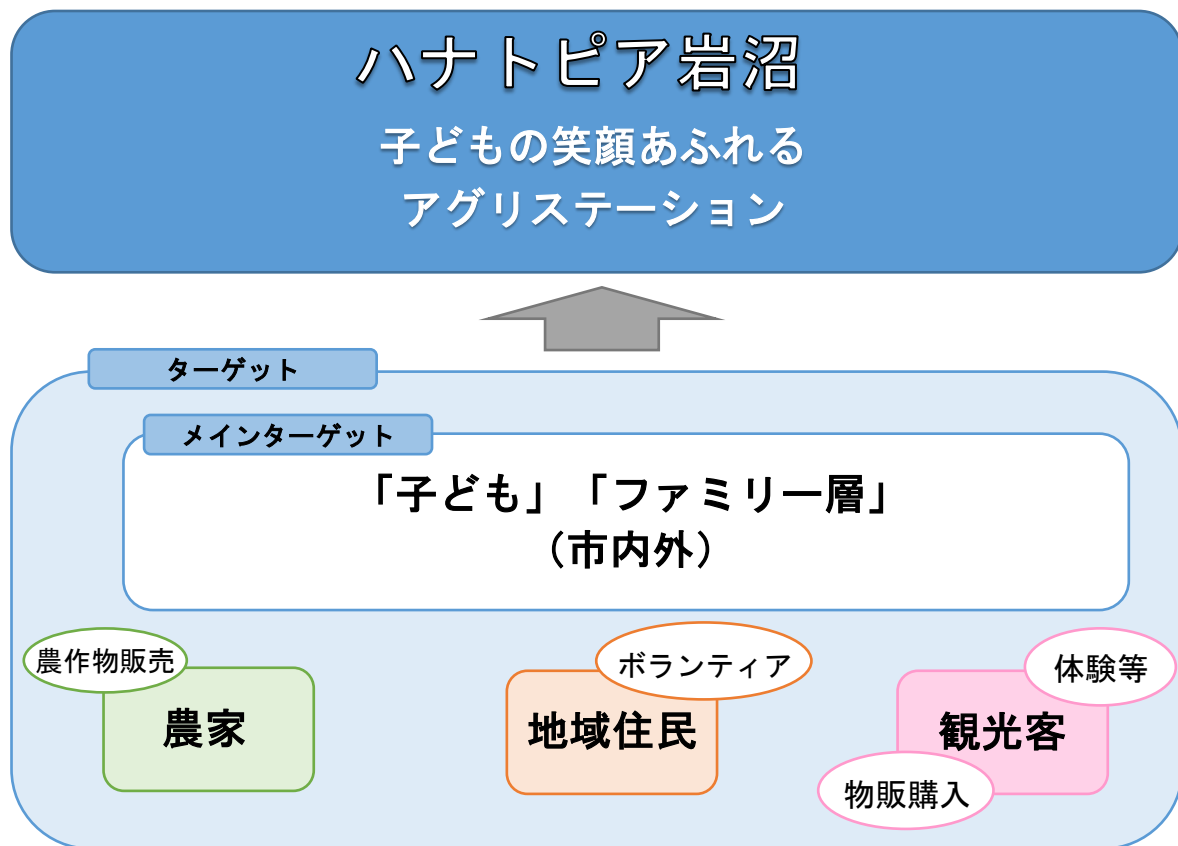 ハナトピア岩沼
子どもの笑顔あふれる
アグリステーション
ターゲット
メインターゲット
「子ども」「ファミリー層」
（市内外）
農作物販売
農家
ボランティア
地域住民
体験等
観光客
物販購入